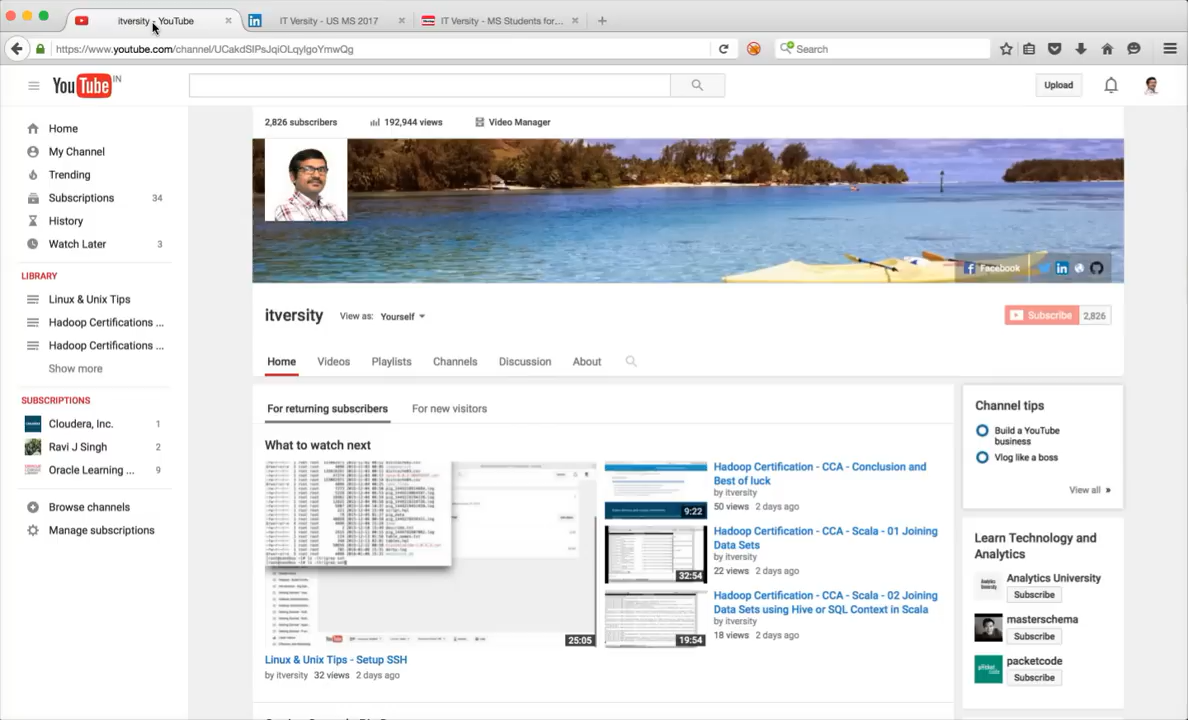 itversity - YouTube
IT Versity - US MS 2017
IT Versity - MS Students for...
https://www.youtube.com/channel/UCakdSIPsJqiOLqylgoYmwQg
Search
YouTube IN
Upload
2,826 subscribers
192,944 views
Video Manager
Home
My Channel
Trending
Subscriptions 34
History
Watch Later 3
LIBRARY
Linux & Unix Tips
Hadoop Certifications ...
Hadoop Certifications ...
Show more
SUBSCRIPTIONS
Cloudera, Inc. 1
Ravi J Singh 2
Oracle Learning ... 9
Browse channels
Manage subscriptions
Facebook
itversity
View as: Yourself
Subscribe 2,826
Home
Videos
Playlists
Channels
Discussion
About
For returning subscribers
For new visitors
What to watch next
25:05
Linux & Unix Tips - Setup SSH
by itversity 32 views 2 days ago
9:22
Hadoop Certification - CCA - Conclusion and
Best of luck
by itversity
50 views 2 days ago
32:54
Hadoop Certification - CCA - Scala - 01 Joining
Data Sets
by itversity
22 views 2 days ago
19:54
Hadoop Certification - CCA - Scala - 02 Joining
Data Sets using Hive or SQL Context in Scala
by itversity
18 views 2 days ago
Channel tips
Build a YouTube
business
Vlog like a boss
View all »
Learn Technology and
Analytics
Analytics University
Subscribe
masterschema
Subscribe
packetcode
Subscribe